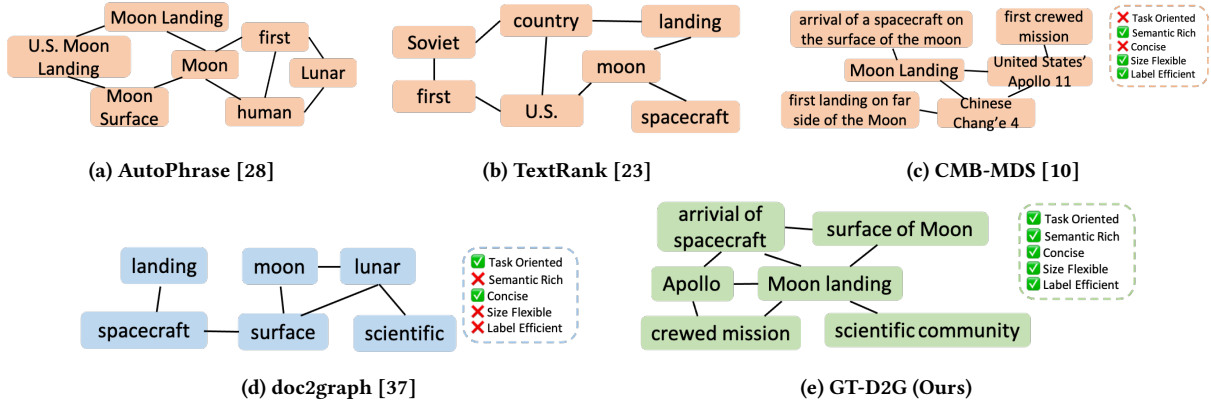 Moon Landing
U.S. Moon
Landing
Moon
first
Lunar
Moon
Surface
human
(a) AutoPhrase [28]
country
landing
Soviet
moon
first
U.S.
spacecraft
(b) TextRank [23]
arrival of a spacecraft on
the surface of the moon
first crewed
mission
Moon Landing
United States'
Apollo 11
first landing on far
side of the Moon
Chinese
Chang'e 4
Task Oriented
Semantic Rich
Concise
Size Flexible
Label Efficient
(c) CMB-MDS [10]
landing
moon
lunar
spacecraft
surface
scientific
Task Oriented
Semantic Rich
Concise
Size Flexible
Label Efficient
(d) doc2graph [37]
arrivial of
spacecraft
surface of Moon
Apollo
Moon landing
crewed mission
scientific community
Task Oriented
Semantic Rich
Concise
Size Flexible
Label Efficient
(e) GT-D2G (Ours)